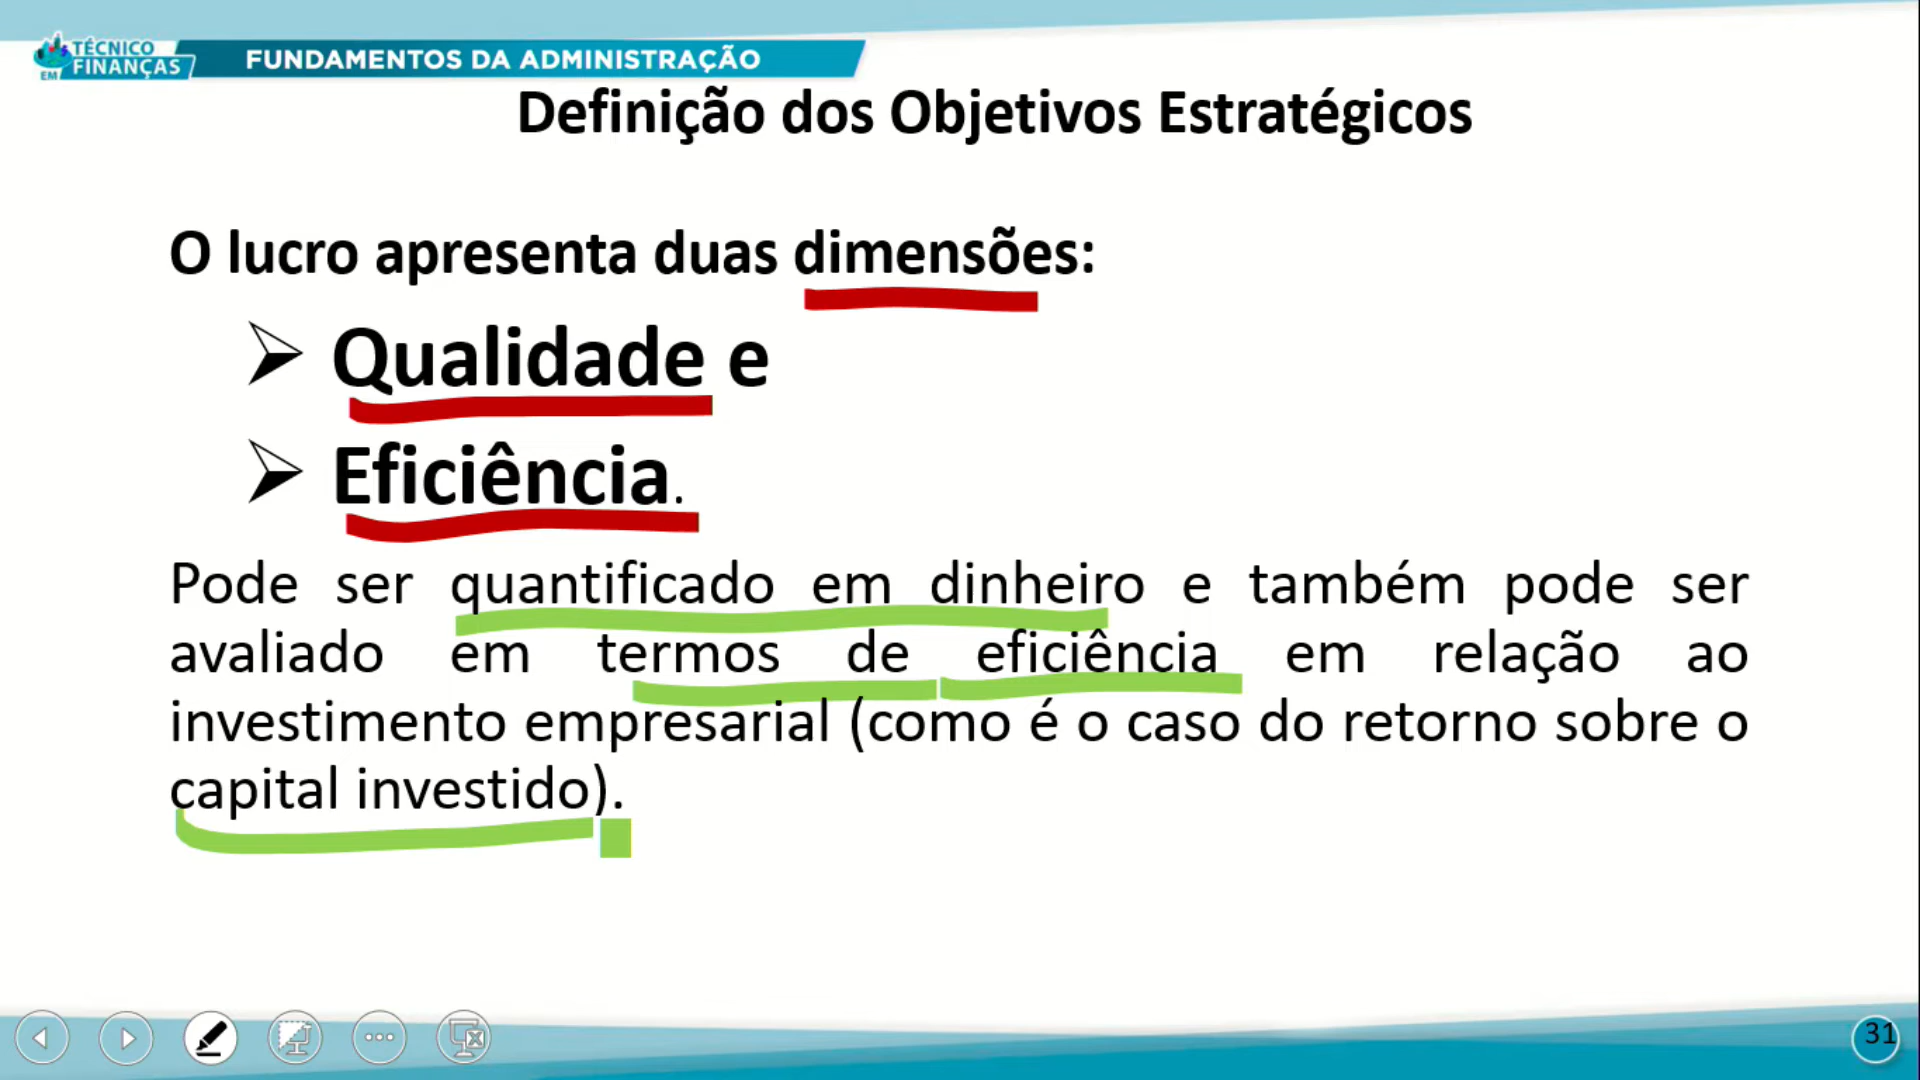 TÉCNICO
EM FINANÇAS
FUNDAMENTOS DA ADMINISTRAÇÃO
Definição dos Objetivos Estratégicos
O lucro apresenta duas dimensões:
Qualidade e
Eficiência.
Pode ser quantificado em dinheiro e também pode ser
avaliado em termos de eficiência em relação ao
investimento empresarial (como é o caso do retorno sobre o
capital investido).
31